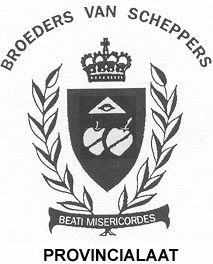 BROEDERS VAN SCHEPPERS
BEATI MISERICORDES
PROVINCIALAAT